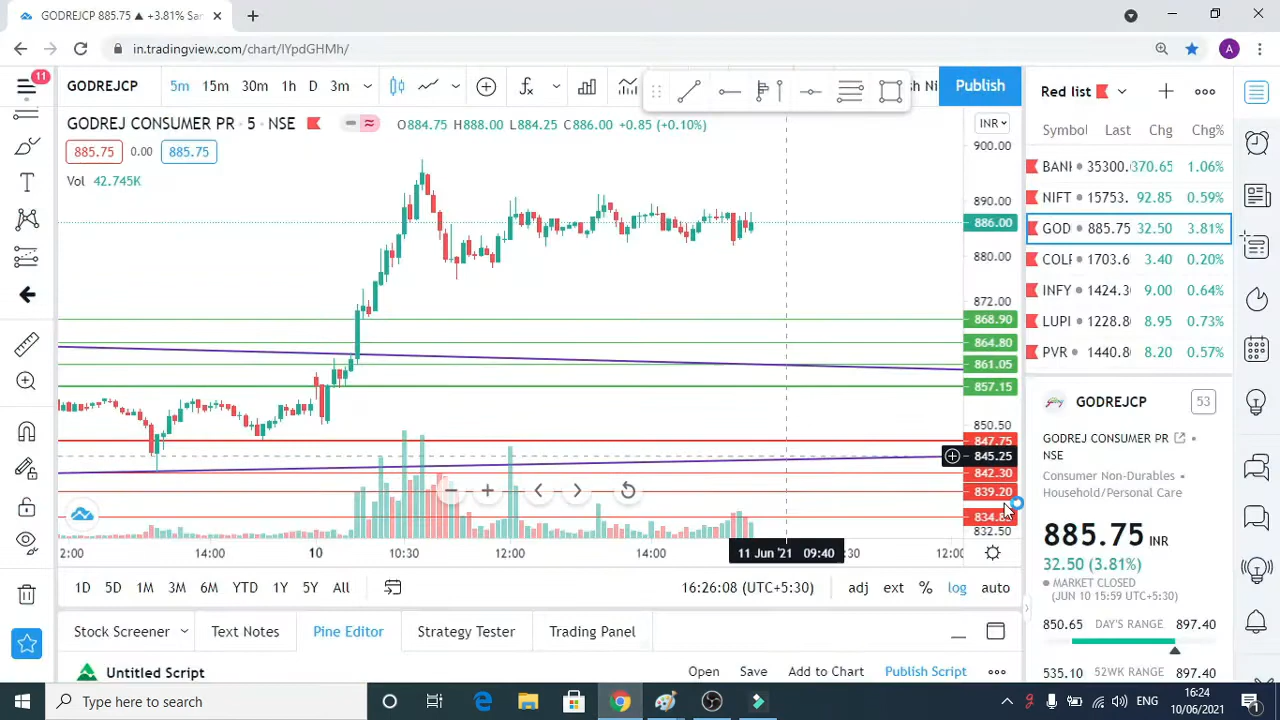 GODREJCP 885.75 ▲ +3.81% Sar
in.tradingview.com/chart/IYpdGHMh/
A
11
GODREJCP 5m 15m 30m 1h D 3m Publish
Red list
GODREJ CONSUMER PR · 5 · NSE O884.75 H888.00 L884.25 C886.00 +0.85 (+0.10%)
885.75 0.00 885.75
Vol 42.745K
INR
900.00
890.00
886.00
880.00
872.00
868.90
864.80
861.05
857.15
850.50
847.75
845.25
842.30
839.20
832.50
2:00 14:00 10 10:30 12:00 14:00 11 Jun '21 09:40 :30 12:00
1D 5D 1M 3M 6M YTD 1Y 5Y All 16:26:08 (UTC+5:30) adj ext % log auto
Stock Screener Text Notes Pine Editor Strategy Tester Trading Panel
Untitled Script Open Save Add to Chart Publish Script
Symbol Last Chg Chg%
BANK 35300. 370.65 1.06%
NIFT 15753. 92.85 0.59%
GOD 885.75 32.50 3.81%
COLF 1703.6 3.40 0.20%
INFY 1424.3 9.00 0.64%
LUPI 1228.8 8.95 0.73%
PVR 1440.8 8.20 0.57%
GODREJCP 53
GODREJ CONSUMER PR
NSE
Consumer Non-Durables
Household/Personal Care
885.75 INR
32.50 (3.81%)
MARKET CLOSED
(JUN 10 15:59 UTC+5:30)
850.65 DAY'S RANGE 897.40
535.10 52WK RANGE 897.40
Type here to search
ENG
16:24
10/06/2021
1